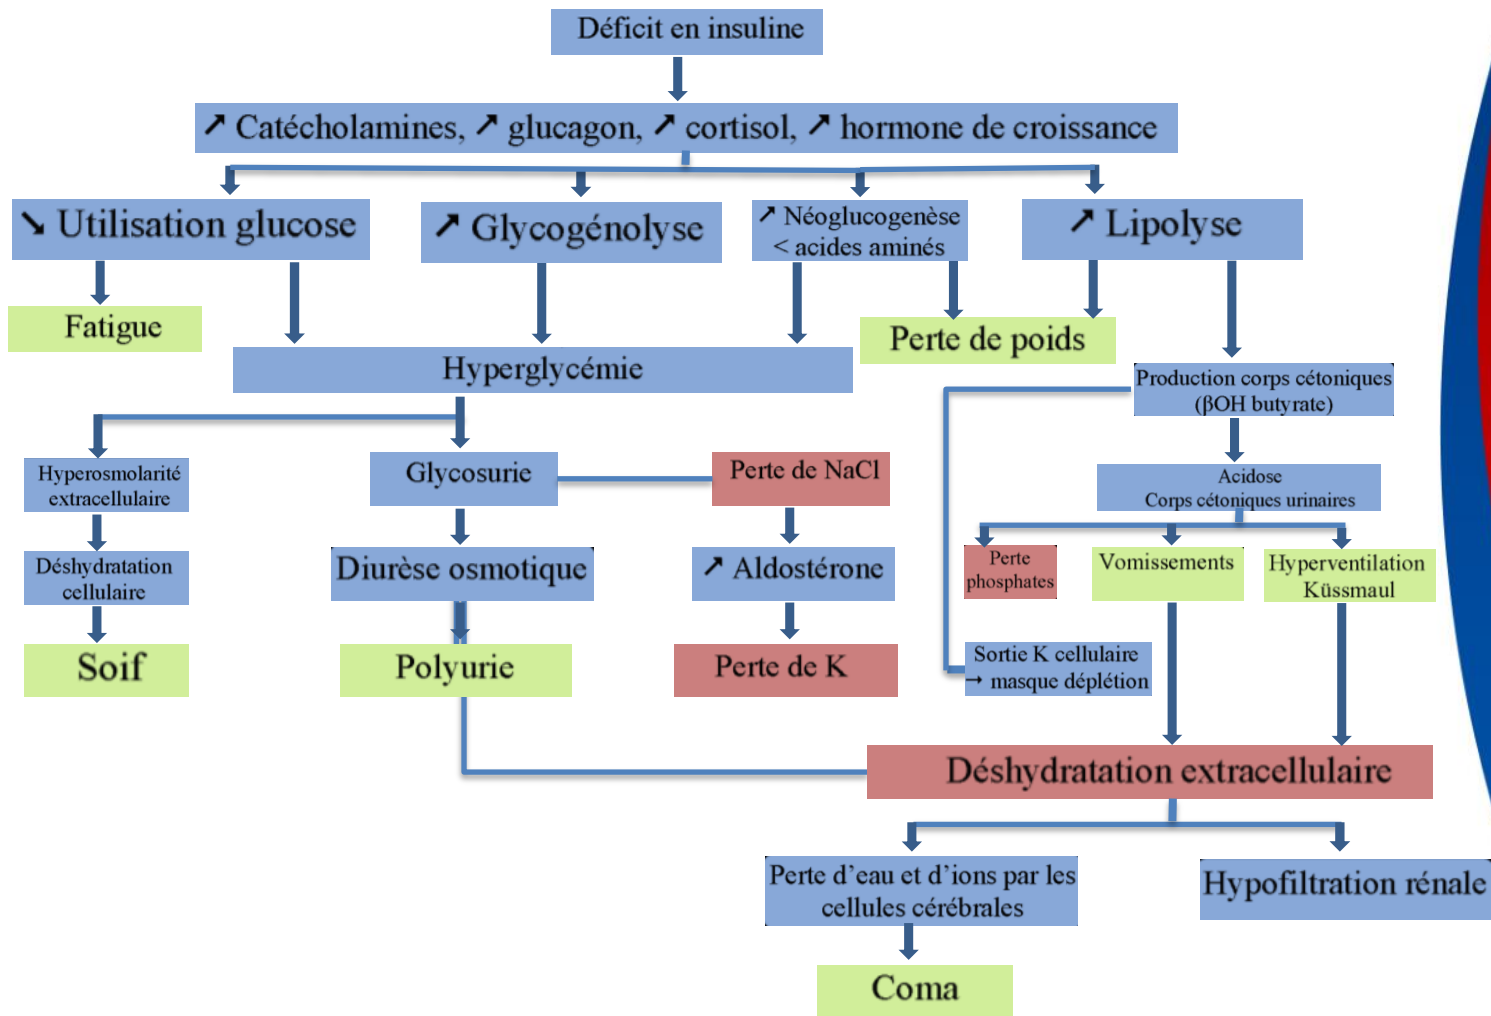 Déficit en insuline
↗ Catécholamines, ↗ glucagon, ↗ cortisol, ↗ hormone de croissance
↘ Utilisation glucose
↗ Glycogénolyse
↗ Néoglucogenèse
< acides aminés
↗ Lipolyse
Fatigue
Perte de poids
Hyperglycémie
Production corps cétoniques
(βOH butyrate)
Hyperosmolarité
extracellulaire
Glycosurie
Perte de NaCl
Acidose
Corps cétoniques urinaires
Déshydratation
cellulaire
Diurèse osmotique
↗ Aldostérone
Perte
phosphates
Vomissements
Hyperventilation
Küssmaul
Soif
Polyurie
Perte de K
Sortie K cellulaire
→ masque déplétion
Déshydratation extracellulaire
Perte d’eau et d’ions par les
cellules cérébrales
Hypofiltration rénale
Coma